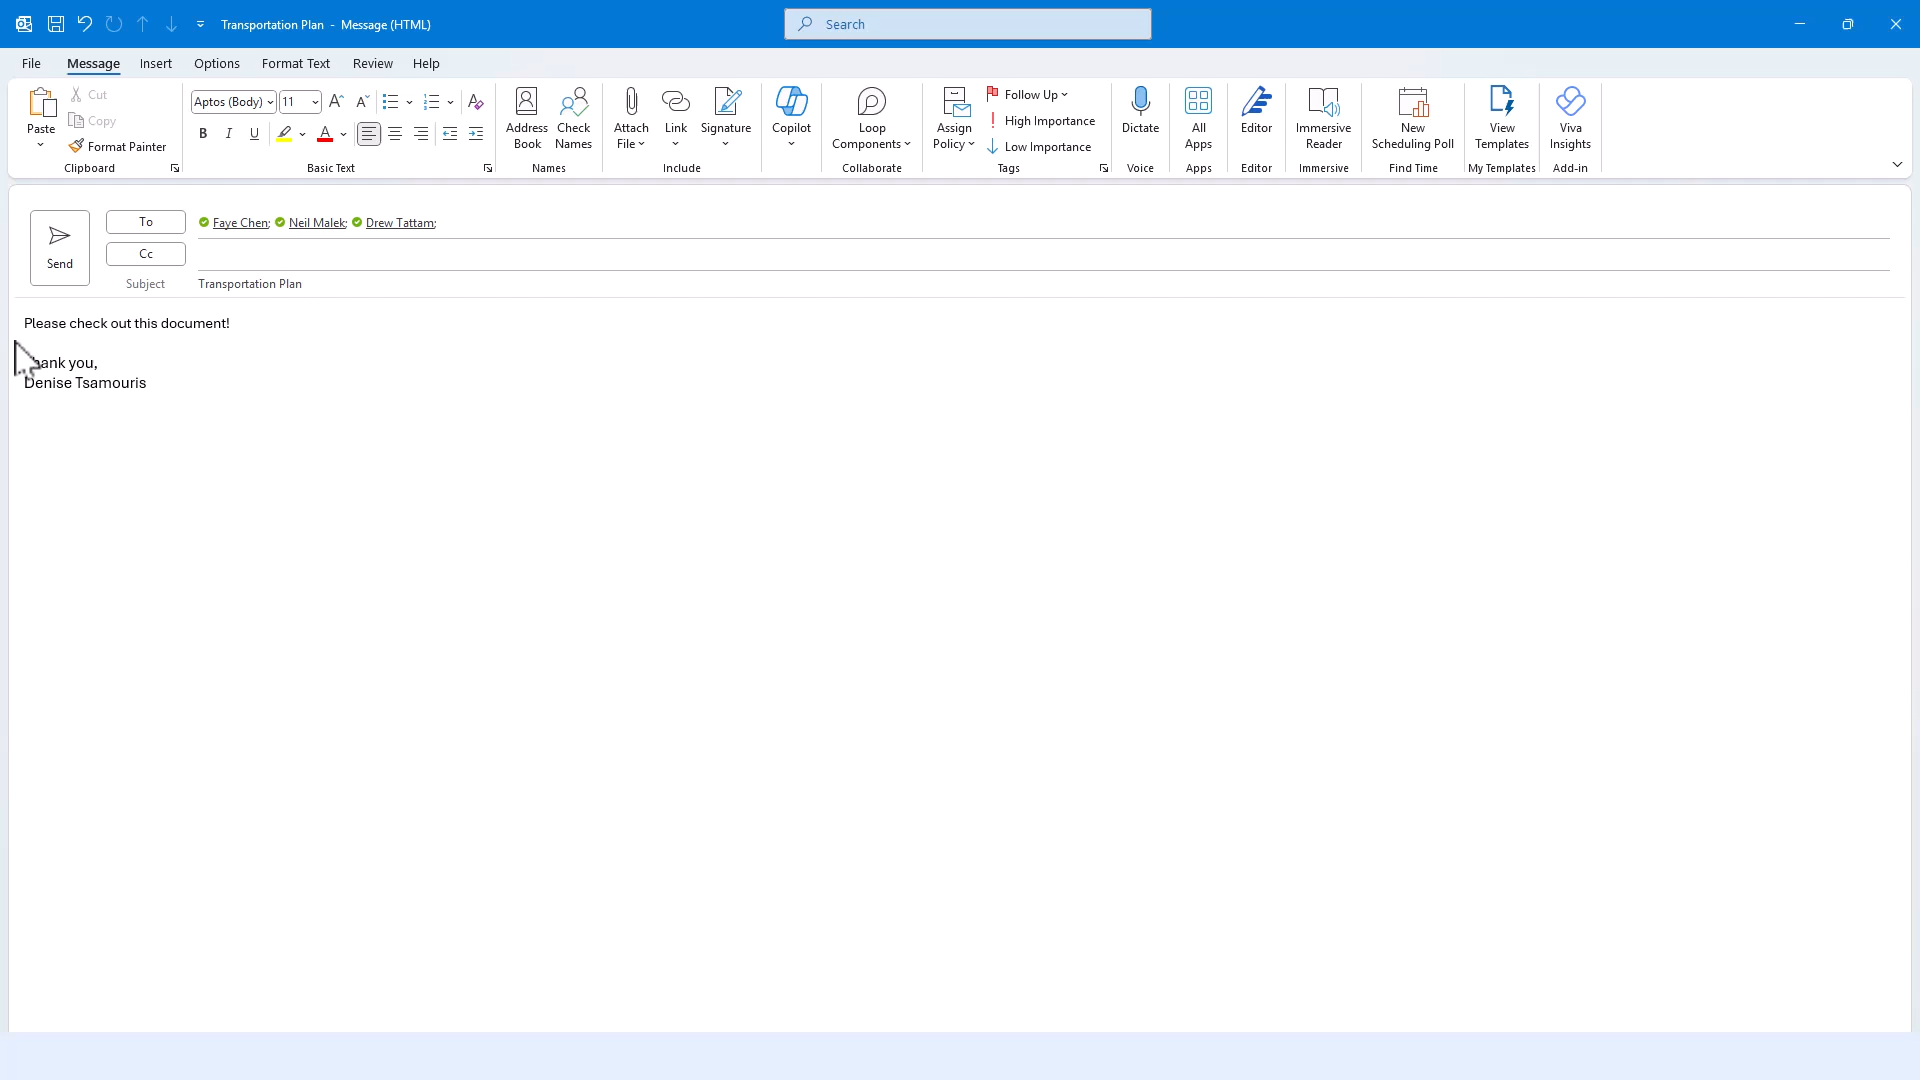 Transportation Plan - Message (HTML)
Search
File Message Insert Options Format Text Review Help
Paste
Cut
Copy
Format Painter
Clipboard
Aptos (Body) 11
B I U
Basic Text
Address Book
Check Names
Names
Attach File
Link
Signature
Include
Copilot
Loop Components
Collaborate
Assign Policy
Follow Up
High Importance
Low Importance
Tags
Dictate
Voice
All Apps
Apps
Editor
Editor
Immersive Reader
Immersive
New Scheduling Poll
Find Time
View Templates
My Templates
Viva Insights
Add-in
Send
To
Faye Chen; Neil Malek; Drew Tattam;
Cc
Subject
Transportation Plan
Please check out this document!
Thank you,
Denise Tsamouris